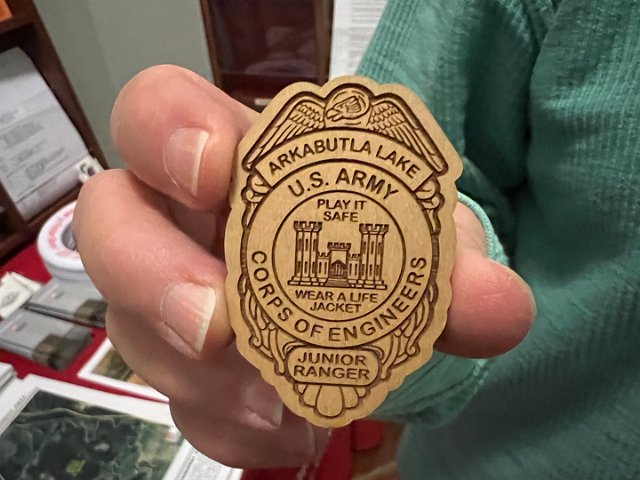 ARKABUTLA LAKE
U.S. ARMY
PLAY IT
SAFE
WEAR A LIFE
JACKET
CORPS OF ENGINEERS
JUNIOR
RANGER